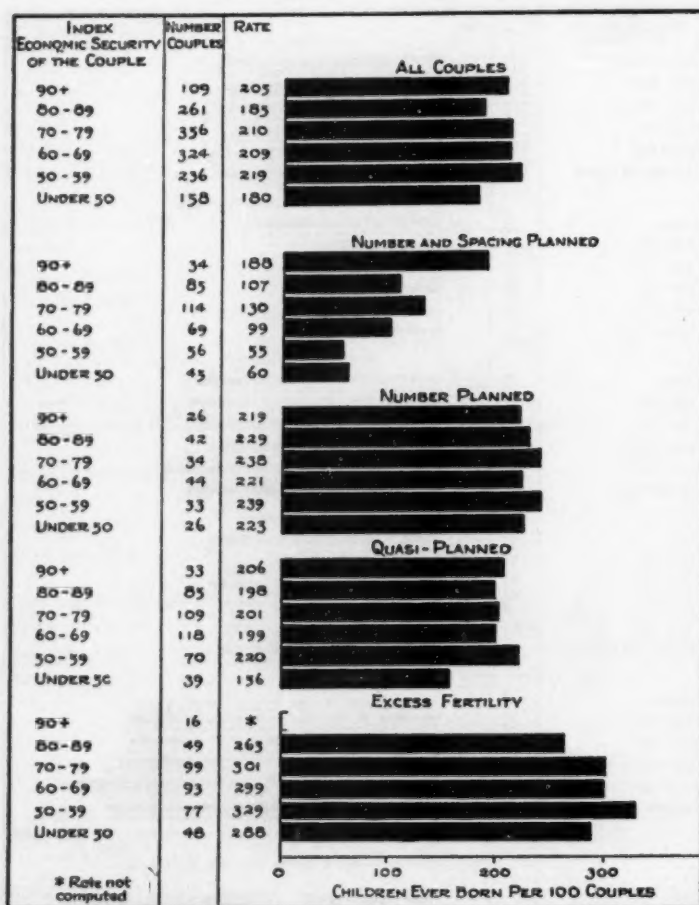 INDEX ECONOMIC SECURITY OF THE COUPLE NUMBER COUPLES RATE
ALL COUPLES
90+ 109 205
80-89 261 185
70-79 356 210
60-69 324 209
50-59 236 219
UNDER 50 158 180
NUMBER AND SPACING PLANNED
90+ 34 188
80-89 85 107
70-79 114 130
60-69 69 99
50-59 56 55
UNDER 50 45 60
NUMBER PLANNED
90+ 26 219
80-89 42 229
70-79 34 238
60-69 44 221
50-59 33 239
UNDER 50 26 223
QUASI-PLANNED
90+ 33 206
80-89 85 198
70-79 109 201
60-69 118 199
50-59 70 220
UNDER 50 39 156
EXCESS FERTILITY
90+ 16 *
80-89 49 263
70-79 99 301
60-69 93 299
50-59 77 329
UNDER 50 48 288
0 100 200 300
* Rate not computed
CHILDREN EVER BORN PER 100 COUPLES